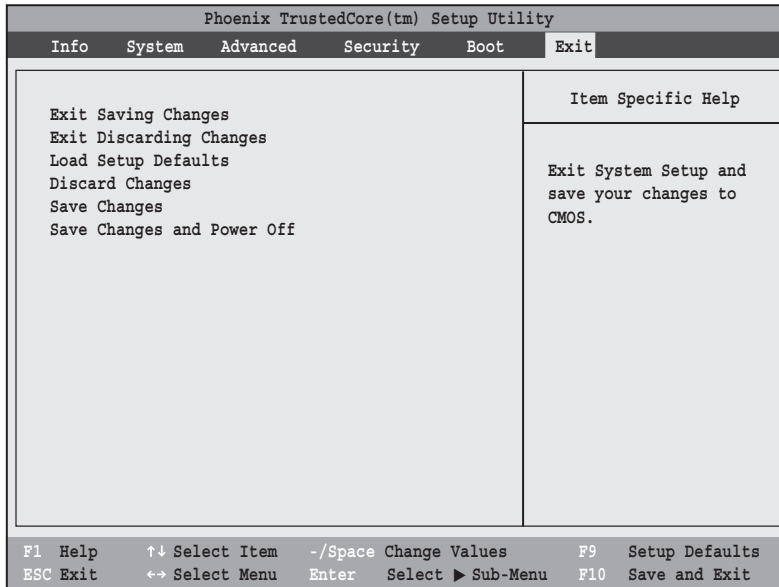 Phoenix TrustedCore(tm) Setup Utility
Info System Advanced Security Boot Exit
Exit Saving Changes
Exit Discarding Changes
Load Setup Defaults
Discard Changes
Save Changes
Save Changes and Power Off
Item Specific Help
Exit System Setup and
save your changes to
CMOS.
F1 Help ↑↓ Select Item -/Space Change Values F9 Setup Defaults
ESC Exit ←→ Select Menu Enter Select ▶ Sub-Menu F10 Save and Exit